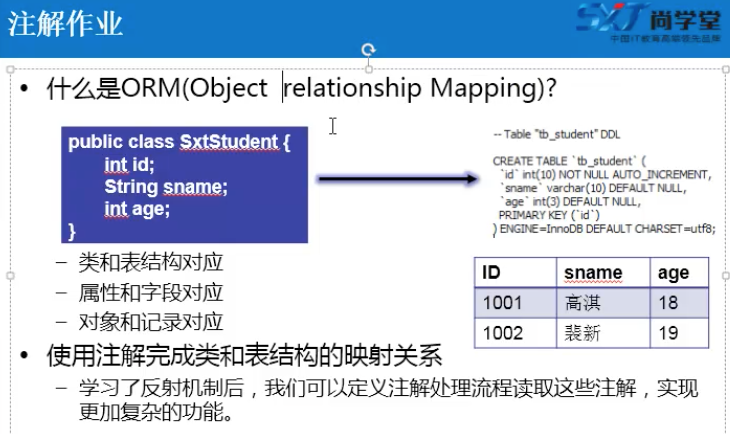 注解作业
SXT 尚学堂
中国IT教育高端领先品牌
• 什么是ORM(Object relationship Mapping)?
public class SxtStudent {
int id;
String sname;
int age;
}
-- Table "tb_student" DDL
CREATE TABLE `tb_student` (
`id` int(10) NOT NULL AUTO_INCREMENT,
`sname` varchar(10) DEFAULT NULL,
`age` int(3) DEFAULT NULL,
PRIMARY KEY (`id`)
) ENGINE=InnoDB DEFAULT CHARSET=utf8;
– 类和表结构对应
– 属性和字段对应
– 对象和记录对应
ID sname age
1001 高淇 18
1002 裴新 19
• 使用注解完成类和表结构的映射关系
– 学习了反射机制后，我们可以定义注解处理流程读取这些注解，实现
更加复杂的功能。